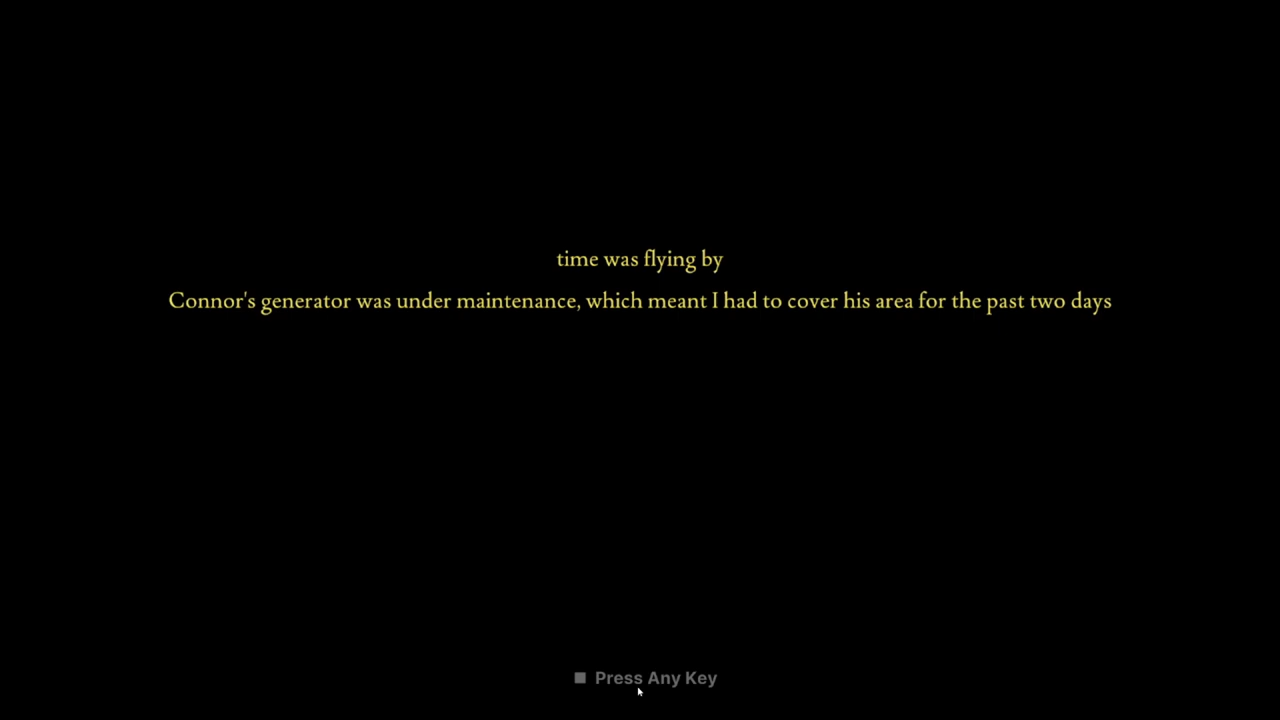 time was flying by
Connor's generator was under maintenance, which meant I had to cover his area for the past two days
Press Any Key